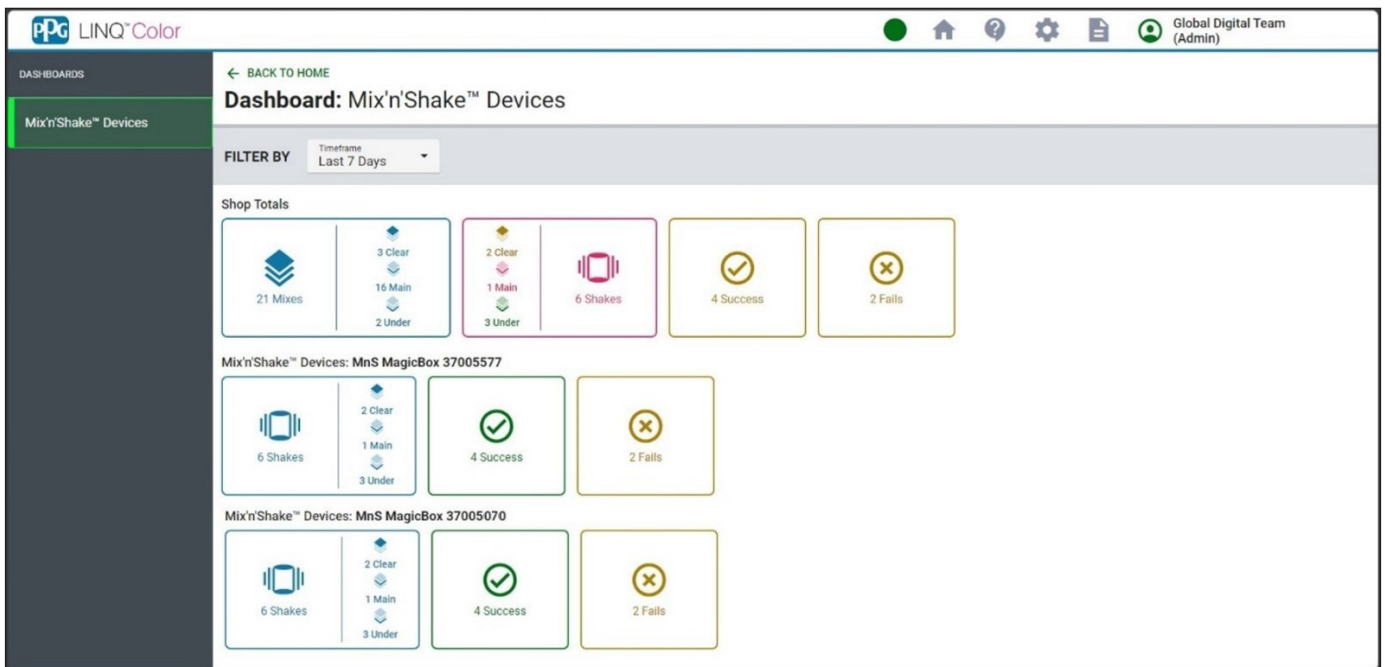 PPG LINQ™Color
Global Digital Team
(Admin)
DASHBOARDS
Mix'n'Shake™ Devices
← BACK TO HOME
Dashboard: Mix'n'Shake™ Devices
FILTER BY
Timeframe
Last 7 Days
Shop Totals
21 Mixes
3 Clear
16 Main
2 Under
2 Clear
1 Main
3 Under
6 Shakes
4 Success
2 Fails
Mix'n'Shake™ Devices: MnS MagicBox 37005577
6 Shakes
2 Clear
1 Main
3 Under
4 Success
2 Fails
Mix'n'Shake™ Devices: MnS MagicBox 37005070
6 Shakes
2 Clear
1 Main
3 Under
4 Success
2 Fails